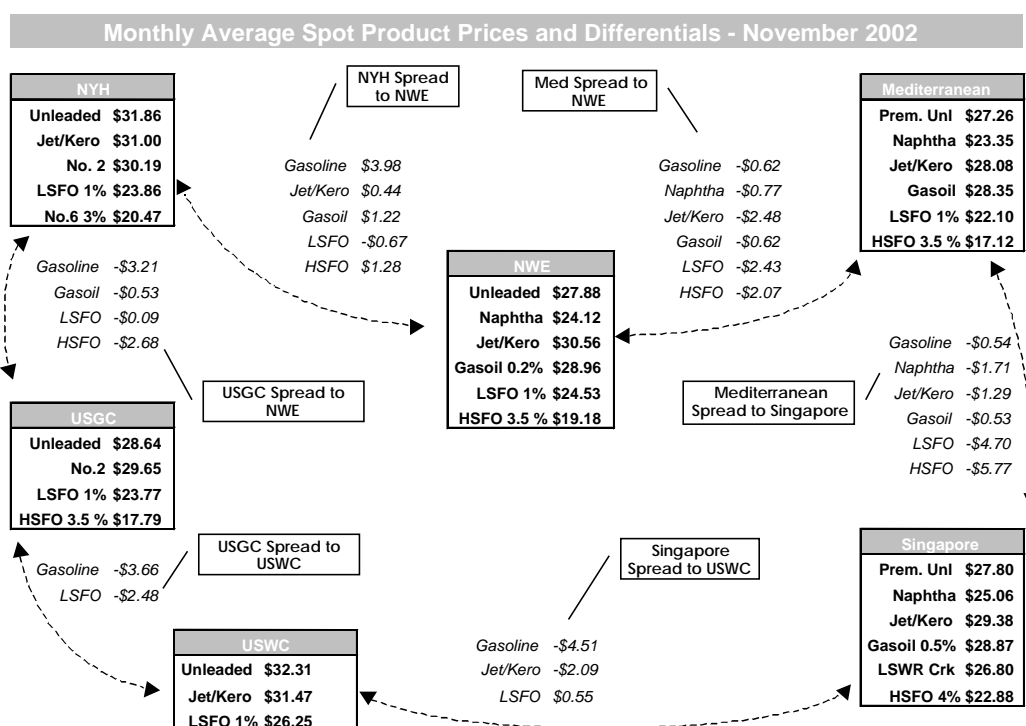 Monthly Average Spot Product Prices and Differentials - November 2002
NYH
Unleaded $31.86
Jet/Kero $31.00
No. 2 $30.19
LSFO 1% $23.86
No.6 3% $20.47
NYH Spread
to NWE
Gasoline $3.98
Jet/Kero $0.44
Gasoil $1.22
LSFO -$0.67
HSFO $1.28
Med Spread to
NWE
Gasoline -$0.62
Naphtha -$0.77
Jet/Kero -$2.48
Gasoil -$0.62
LSFO -$2.43
HSFO -$2.07
Mediterranean
Prem. Unl $27.26
Naphtha $23.35
Jet/Kero $28.08
Gasoil $28.35
LSFO 1% $22.10
HSFO 3.5 % $17.12
Gasoline -$3.21
Gasoil -$0.53
LSFO -$0.09
HSFO -$2.68
USGC Spread to
NWE
NWE
Unleaded $27.88
Naphtha $24.12
Jet/Kero $30.56
Gasoil 0.2% $28.96
LSFO 1% $24.53
HSFO 3.5 % $19.18
Mediterranean
Spread to Singapore
Gasoline -$0.54
Naphtha -$1.71
Jet/Kero -$1.29
Gasoil -$0.53
LSFO -$4.70
HSFO -$5.77
USGC
Unleaded $28.64
No.2 $29.65
LSFO 1% $23.77
HSFO 3.5 % $17.79
USGC Spread to
USWC
Gasoline -$3.66
LSFO -$2.48
Singapore
Spread to USWC
Gasoline -$4.51
Jet/Kero -$2.09
LSFO $0.55
Singapore
Prem. Unl $27.80
Naphtha $25.06
Jet/Kero $29.38
Gasoil 0.5% $28.87
LSWR Crk $26.80
HSFO 4% $22.88
USWC
Unleaded $32.31
Jet/Kero $31.47
LSFO 1% $26.25